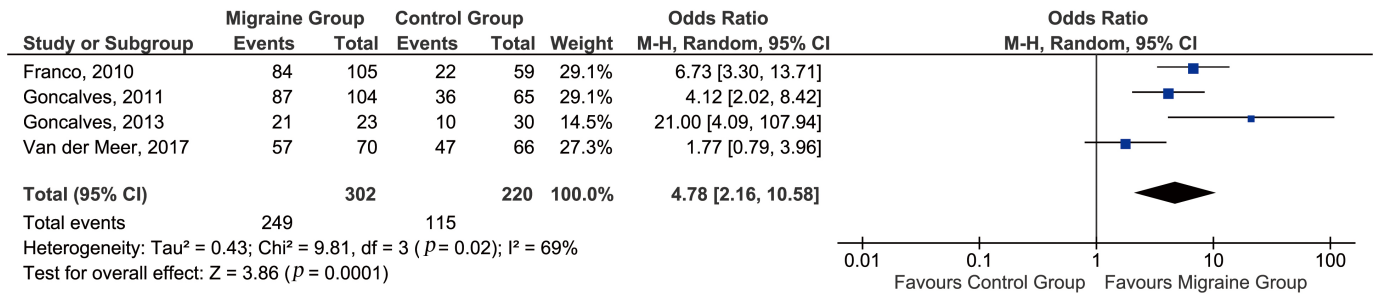 Migraine Group Control Group Odds Ratio Odds Ratio
Study or Subgroup Events Total Events Total Weight M-H, Random, 95% CI M-H, Random, 95% CI
Franco, 2010 84 105 22 59 29.1% 6.73 [3.30, 13.71]
Goncalves, 2011 87 104 36 65 29.1% 4.12 [2.02, 8.42]
Goncalves, 2013 21 23 10 30 14.5% 21.00 [4.09, 107.94]
Van der Meer, 2017 57 70 47 66 27.3% 1.77 [0.79, 3.96]
Total (95% CI) 302 220 100.0% 4.78 [2.16, 10.58]
Total events 249 115
Heterogeneity: Tau² = 0.43; Chi² = 9.81, df = 3 (p = 0.02); I² = 69%
Test for overall effect: Z = 3.86 (p = 0.0001)
0.01 0.1 1 10 100
Favours Control Group Favours Migraine Group